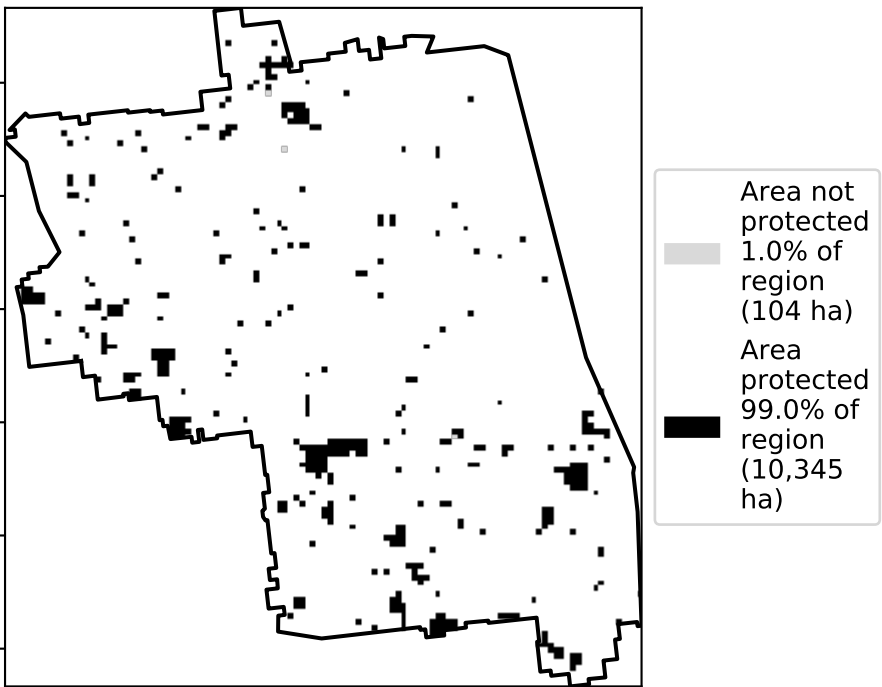 Area not
protected
1.0% of
region
(104 ha)
Area
protected
99.0% of
region
(10,345
ha)